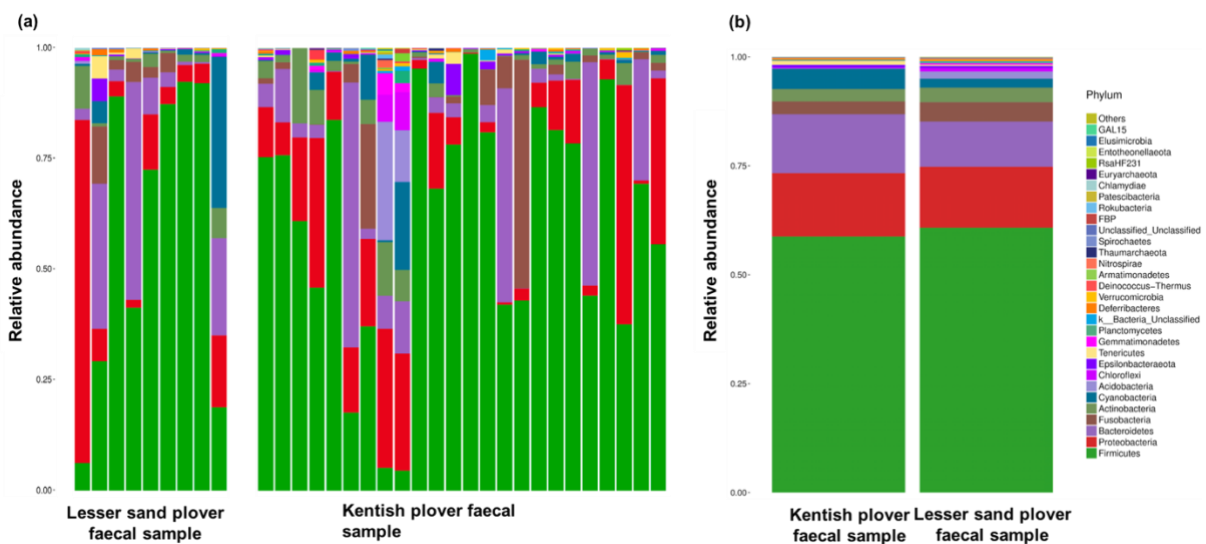 (a)
Relative abundance
1.00
0.75
0.50
0.25
0.00
Lesser sand plover
faecal sample
Kentish plover faecal
sample
(b)
Relative abundance
1.00
0.75
0.50
0.25
0.00
Kentish plover
faecal sample
Lesser sand plover
faecal sample
Phylum
Others
GAL15
Elusimicrobia
Entotheonellaeota
RsaHF231
Euryarchaeota
Chlamydiae
Patescibacteria
Rokubacteria
FBP
Unclassified_Unclassified
Spirochaetes
Thaumarchaeota
Nitrospirae
Armatimonadetes
Deinococcus-Thermus
Verrucomicrobia
Deferribacteres
k__Bacteria_Unclassified
Planctomycetes
Gemmatimonadetes
Tenericutes
Epsilonbacteraeota
Chloroflexi
Acidobacteria
Cyanobacteria
Actinobacteria
Fusobacteria
Bacteroidetes
Proteobacteria
Firmicutes